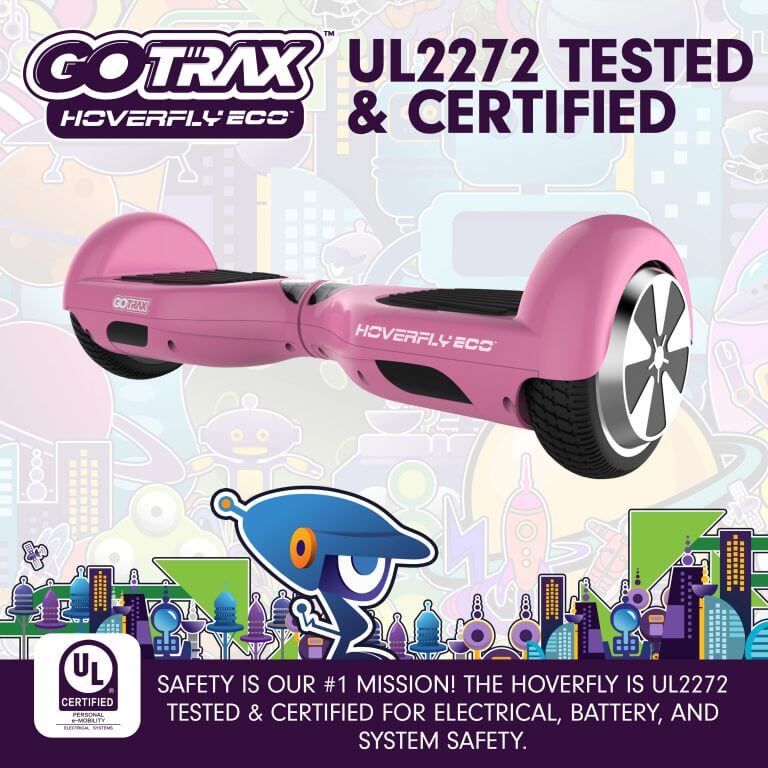 GOTRAX™
HOVERFLY ECO™
UL2272 TESTED
& CERTIFIED
GOTRAX
HOVERFLY ECO™
UL
®
CERTIFIED
PERSONAL
e-MOBILITY
ELECTRICAL SYSTEMS
SAFETY IS OUR #1 MISSION! THE HOVERFLY IS UL2272
TESTED & CERTIFIED FOR ELECTRICAL, BATTERY, AND
SYSTEM SAFETY.